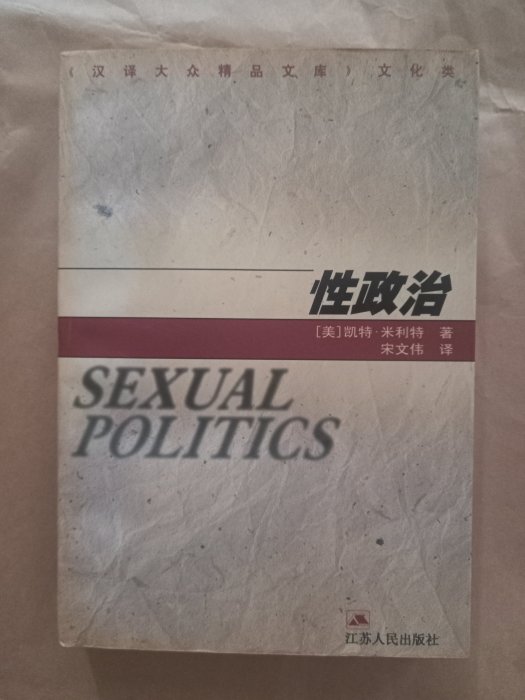 《汉译大众精品文库》文化类
性政治
[美]凯特·米利特 著
宋文伟 译
SEXUAL
POLITICS
江苏人民出版社